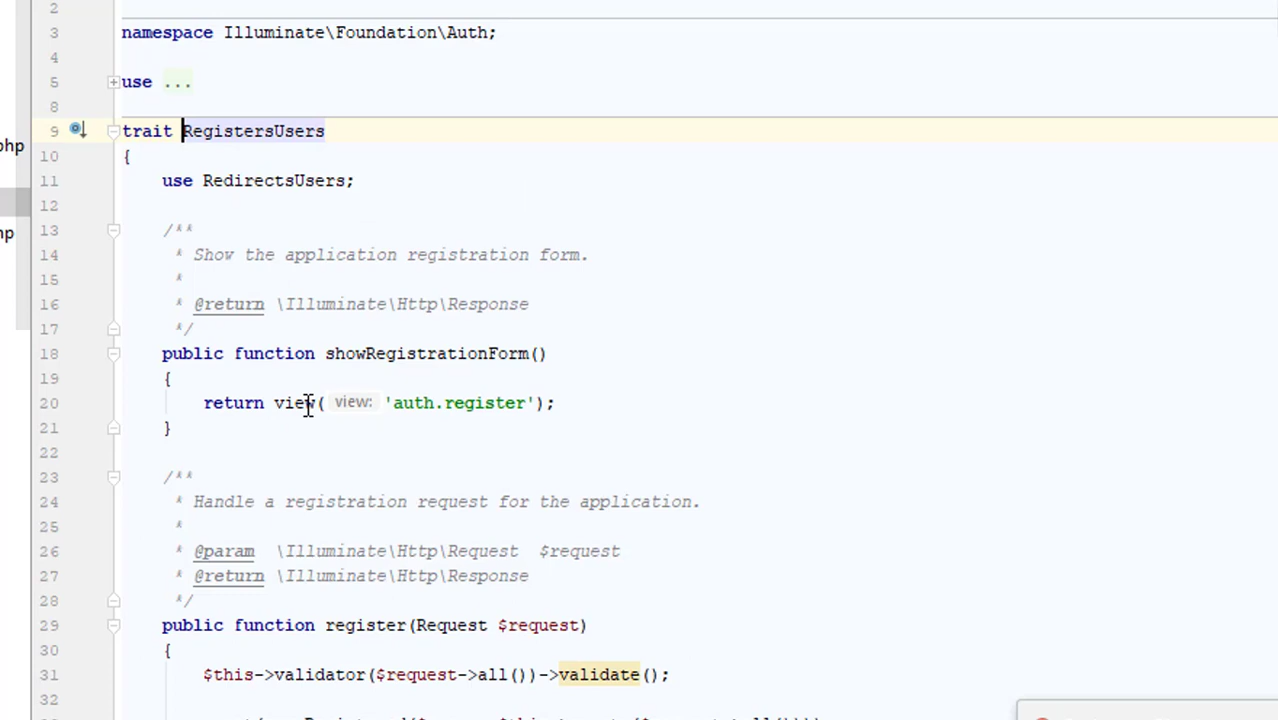 2
3 namespace Illuminate\Foundation\Auth;
4
5 use ...
8
9 trait RegistersUsers
10 {
11 use RedirectsUsers;
12
13 /**
14 * Show the application registration form.
15 *
16 * @return \Illuminate\Http\Response
17 */
18 public function showRegistrationForm()
19 {
20 return view( view: 'auth.register');
21 }
22
23 /**
24 * Handle a registration request for the application.
25 *
26 * @param \Illuminate\Http\Request $request
27 * @return \Illuminate\Http\Response
28 */
29 public function register(Request $request)
30 {
31 $this->validator($request->all())->validate();
32